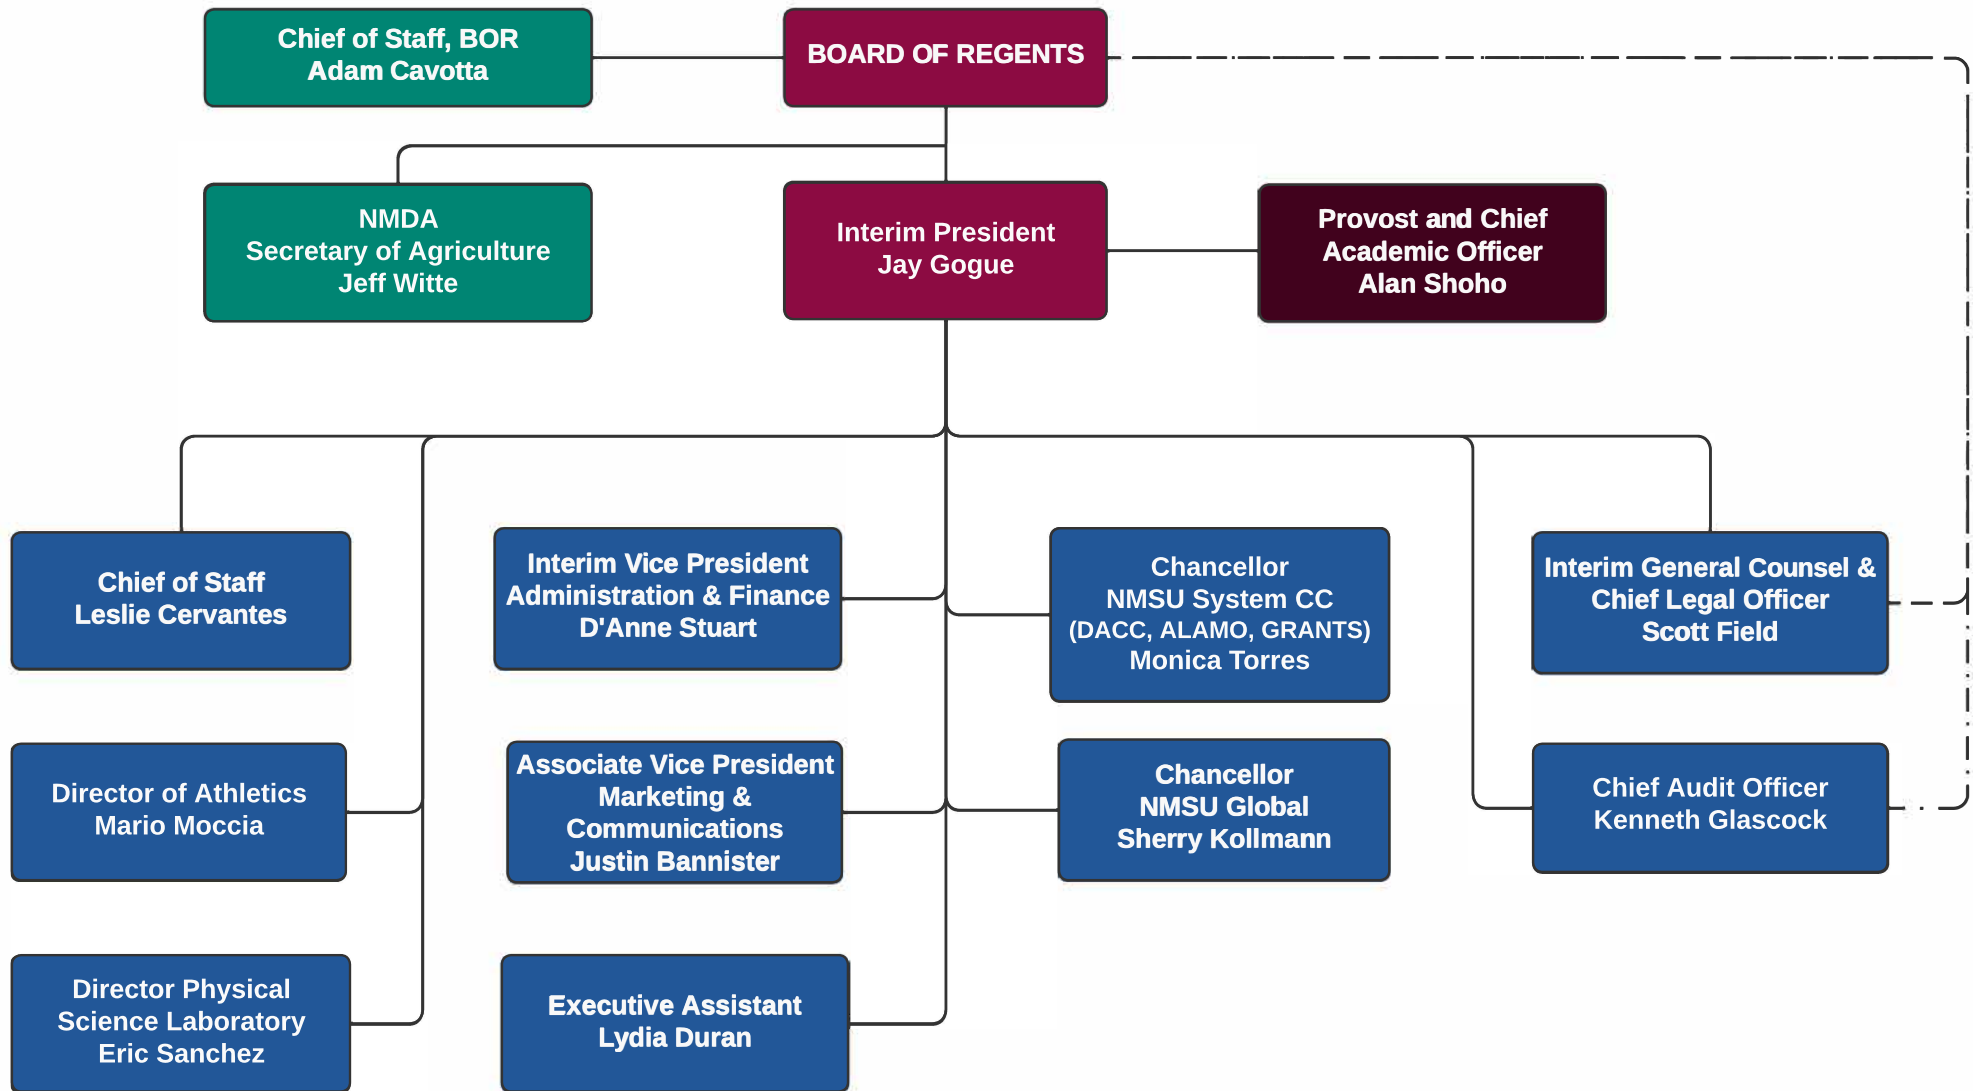 Chief of Staff, BOR
Adam Cavotta
BOARD OF REGENTS
NMDA
Secretary of Agriculture
Jeff Witte
Interim President
Jay Gogue
Provost and Chief
Academic Officer
Alan Shoho
Chief of Staff
Leslie Cervantes
Interim Vice President
Administration & Finance
D'Anne Stuart
Chancellor
NMSU System CC
(DACC, ALAMO, GRANTS)
Monica Torres
Interim General Counsel &
Chief Legal Officer
Scott Field
Director of Athletics
Mario Moccia
Associate Vice President
Marketing &
Communications
Justin Bannister
Chancellor
NMSU Global
Sherry Kollmann
Chief Audit Officer
Kenneth Glascock
Director Physical
Science Laboratory
Eric Sanchez
Executive Assistant
Lydia Duran